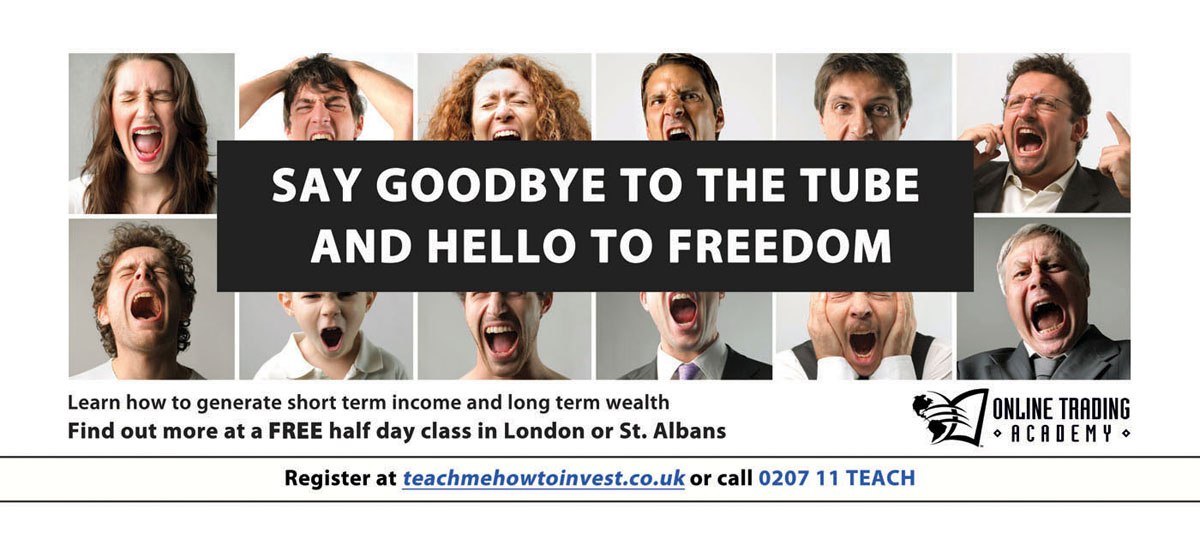 SAY GOODBYE TO THE TUBE
AND HELLO TO FREEDOM
Learn how to generate short term income and long term wealth
Find out more at a FREE half day class in London or St. Albans
ONLINE TRADING
ACADEMY
Register at teachmehowtoinvest.co.uk or call 0207 11 TEACH